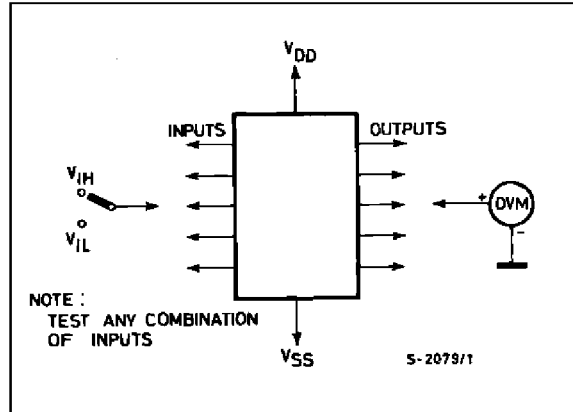 VDD
INPUTS
OUTPUTS
VIH
VIL
+
DVM
-
NOTE :
TEST ANY COMBINATION
OF INPUTS
VSS
S-2079/1